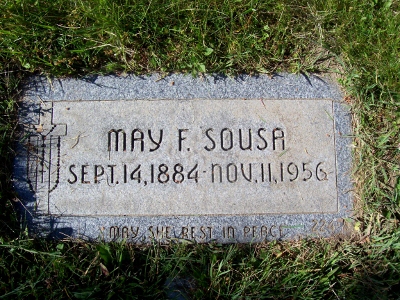 MAY F. SOUSA
SEPT. 14, 1884 - NOV. 11, 1956
MAY SHE REST IN PEACE